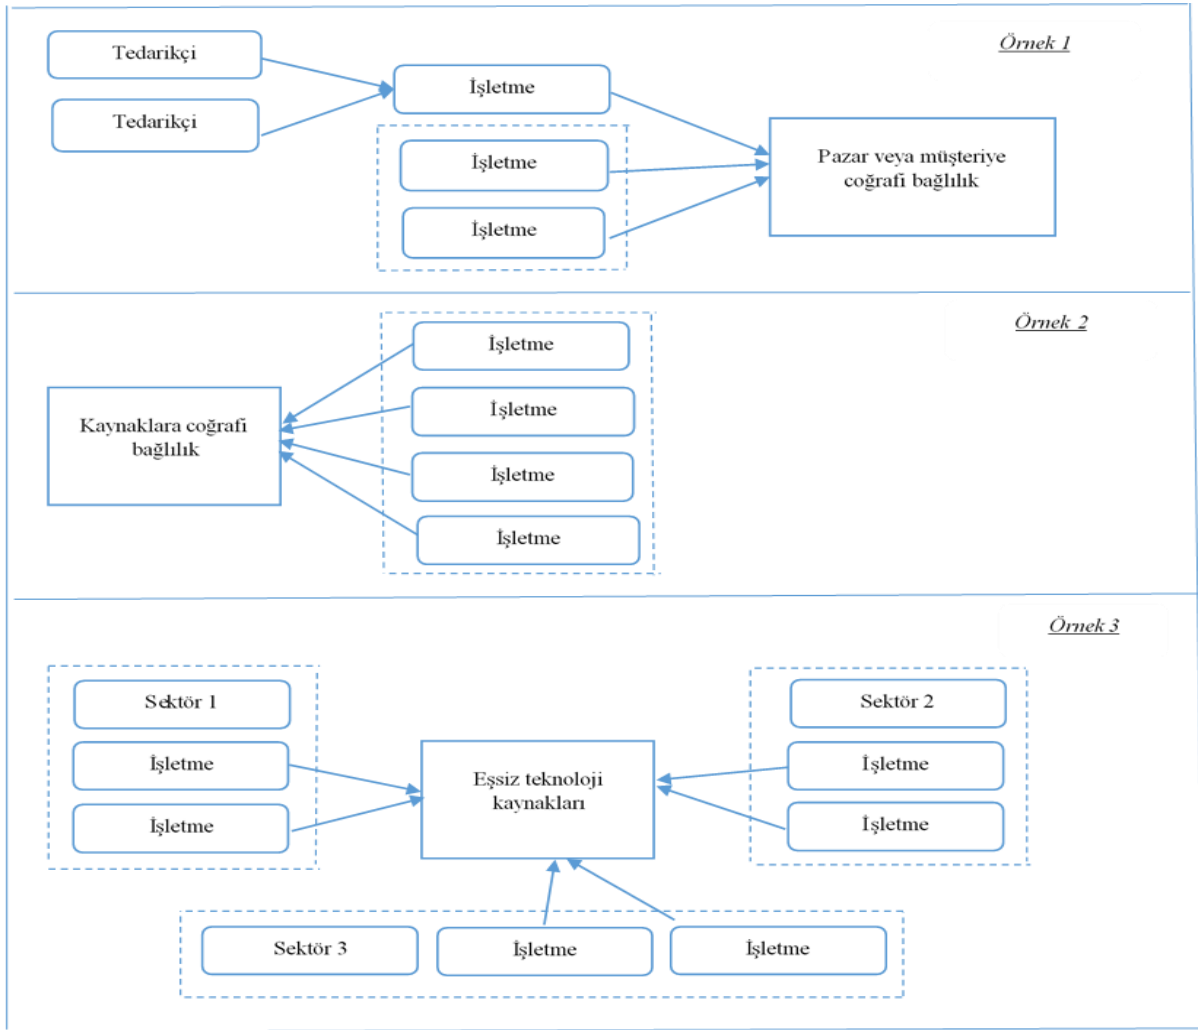 Örnek 1
Tedarikçi
Tedarikçi
İşletme
İşletme
İşletme
Pazar veya müşteriye
coğrafi bağlılık
Örnek 2
Kaynaklara coğrafi
bağlılık
İşletme
İşletme
İşletme
İşletme
Örnek 3
Sektör 1
İşletme
İşletme
Eşsiz teknoloji
kaynakları
Sektör 2
İşletme
İşletme
Sektör 3
İşletme
İşletme